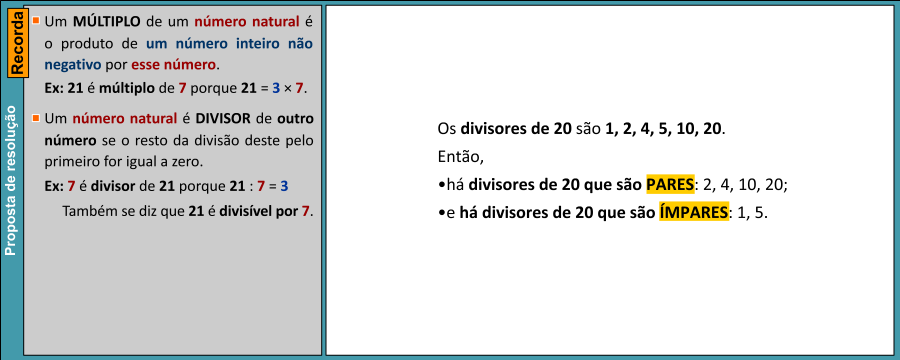 Recorda
Proposta de resolução
Um MÚLTIPLO de um número natural é
o produto de um número inteiro não
negativo por esse número.
Ex: 21 é múltiplo de 7 porque 21 = 3 × 7.
Um número natural é DIVISOR de outro
número se o resto da divisão deste pelo
primeiro for igual a zero.
Ex: 7 é divisor de 21 porque 21 : 7 = 3
Também se diz que 21 é divisível por 7.
Os divisores de 20 são 1, 2, 4, 5, 10, 20.
Então,
•há divisores de 20 que são PARES: 2, 4, 10, 20;
•e há divisores de 20 que são ÍMPARES: 1, 5.